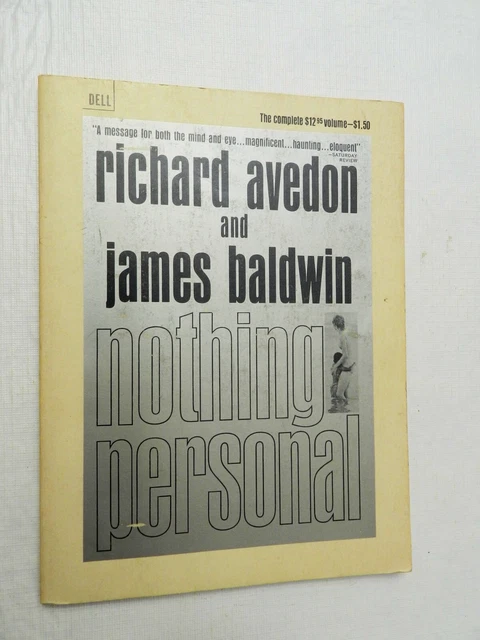 DELL
The complete $12.95 volume—$1.50
"A message for both the mind and eye...magnificent...haunting...eloquent"
—SATURDAY
REVIEW
richard avedon
and
james baldwin
nothing
personal